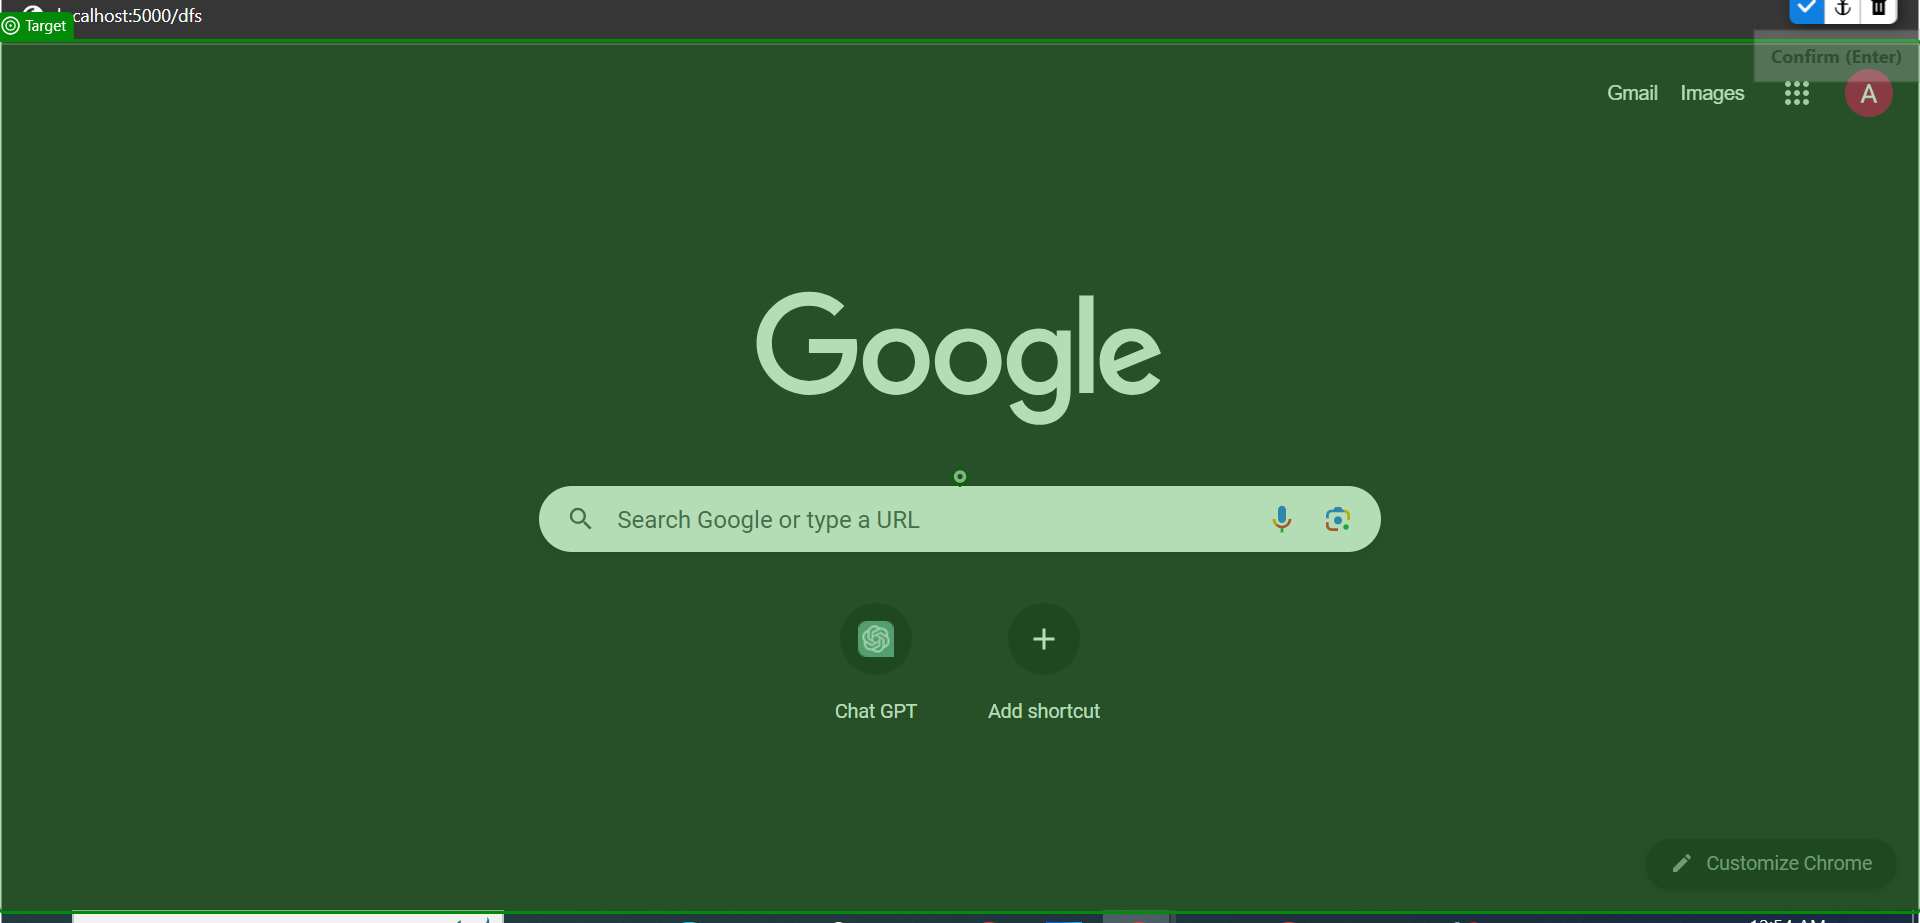 localhost:5000/dfs
Target
Confirm (Enter)
Gmail Images
A
Google
Search Google or type a URL
Chat GPT Add shortcut
Customize Chrome